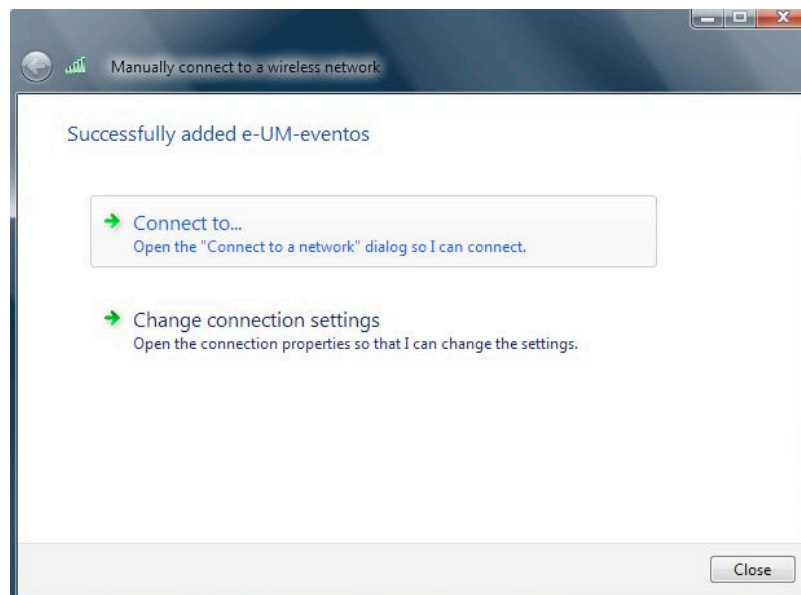 Manually connect to a wireless network
Successfully added e-UM-eventos
Connect to...
Open the "Connect to a network" dialog so I can connect.
Change connection settings
Open the connection properties so that I can change the settings.
Close